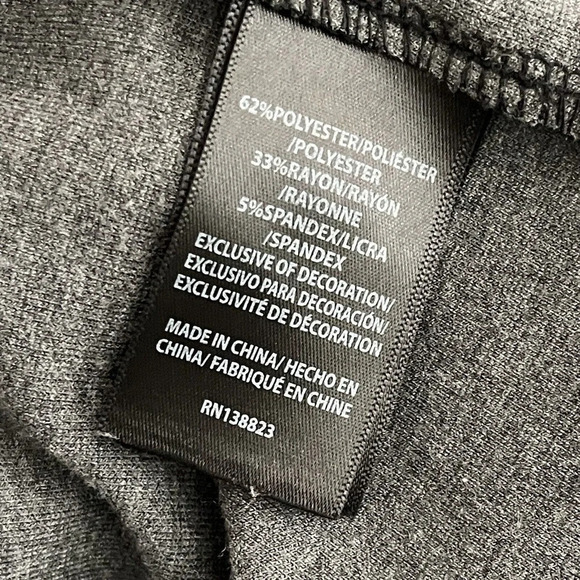 62%POLYESTER/POLIÉSTER
/POLYESTER
33%RAYON/RAYÓN
/RAYONNE
5%SPANDEX/LICRA
/SPANDEX
EXCLUSIVE OF DECORATION/
EXCLUSIVO PARA DECORACIÓN/
EXCLUSIVITÉ DE DÉCORATION
MADE IN CHINA/ HECHO EN
CHINA/ FABRIQUÉ EN CHINE
RN138823